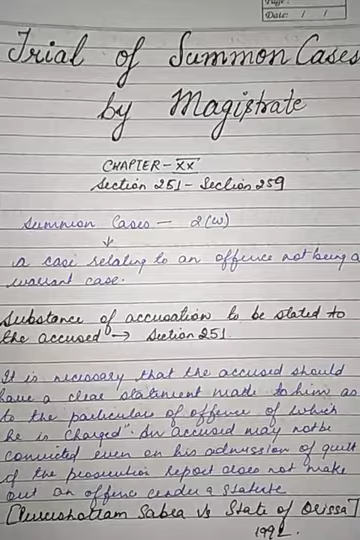 Page:
Date: / /
Trial of Summon Cases
by Magistrate
CHAPTER - XX
Section 251 - Section 259
Summon Cases — 2(w)
↓
a case relating to an offence not being a
warrant case.
Substance of accusation to be stated to
the accused → Section 251
It is necessary that the accused should
have a clear statement made to him as
to the particulars of offence of which
he is charged". An accused may not be
convicted even on his admission of guilt
if the prosecution report does not make
out an offence under a statute
[Purushottam Sabra vs State of Orissa]
1992.